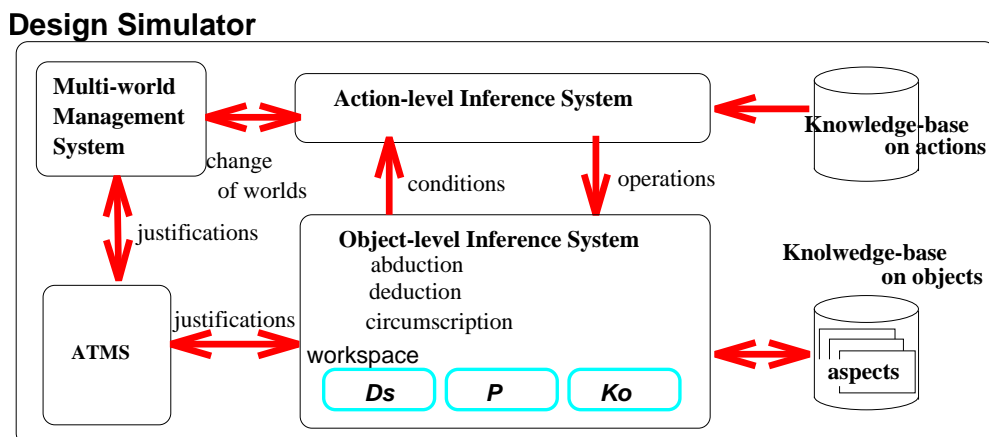 Design Simulator
Multi-world
Management
System
Action-level Inference System
Knowledge-base
on actions
change
of worlds
conditions
operations
justifications
Object-level Inference System
abduction
deduction
circumscription
Knolwedge-base
on objects
ATMS
justifications
workspace
Ds
P
Ko
aspects